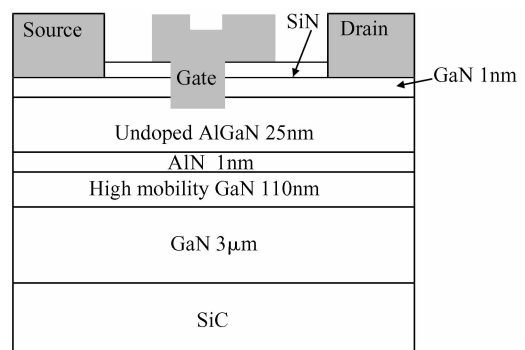 Source
SiN
Drain
Gate
GaN 1nm
Undoped AlGaN 25nm
AlN 1nm
High mobility GaN 110nm
GaN 3μm
SiC